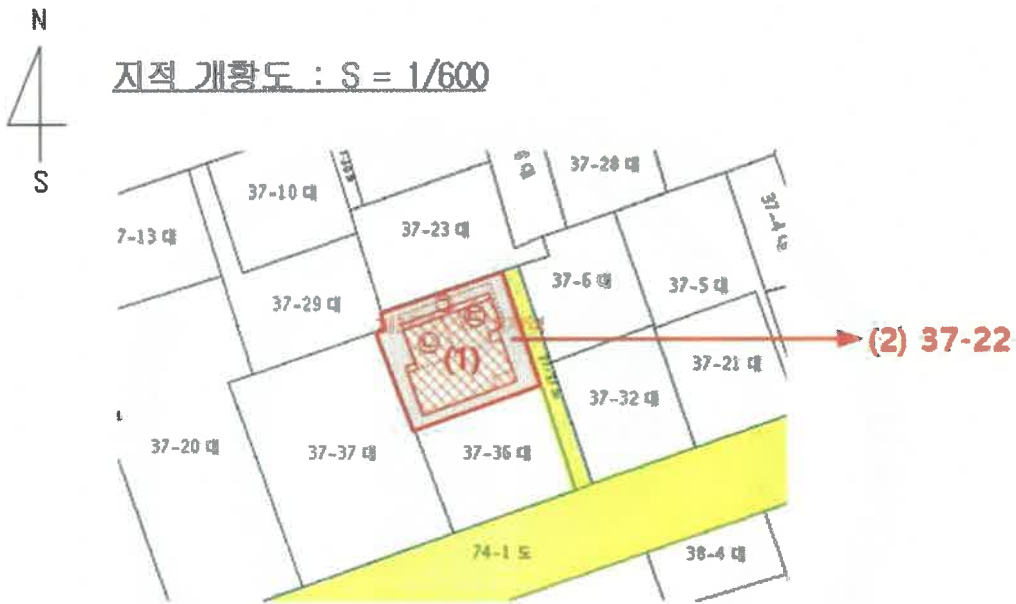 N
S
지적 개황도 : S = 1/600
37-28 대
37-10 대
37-23 대
7-13 대
37-6 대
37-5 대
37-29 대
(1)
(2) 37-22
37-21 대
37-32 대
37-20 대
37-37 대
37-36 대
74-1 도
38-4 대